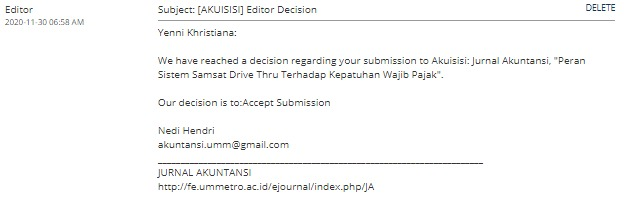 Editor
2020-11-30 06:58 AM
Subject: [AKUISISI] Editor Decision
DELETE
Yenni Khristiana:
We have reached a decision regarding your submission to Akuisisi: Jurnal Akuntansi, "Peran
Sistem Samsat Drive Thru Terhadap Kepatuhan Wajib Pajak".
Our decision is to:Accept Submission
Nedi Hendri
akuntansi.umm@gmail.com
JURNAL AKUNTANSI
http://fe.ummetro.ac.id/ejournal/index.php/JA